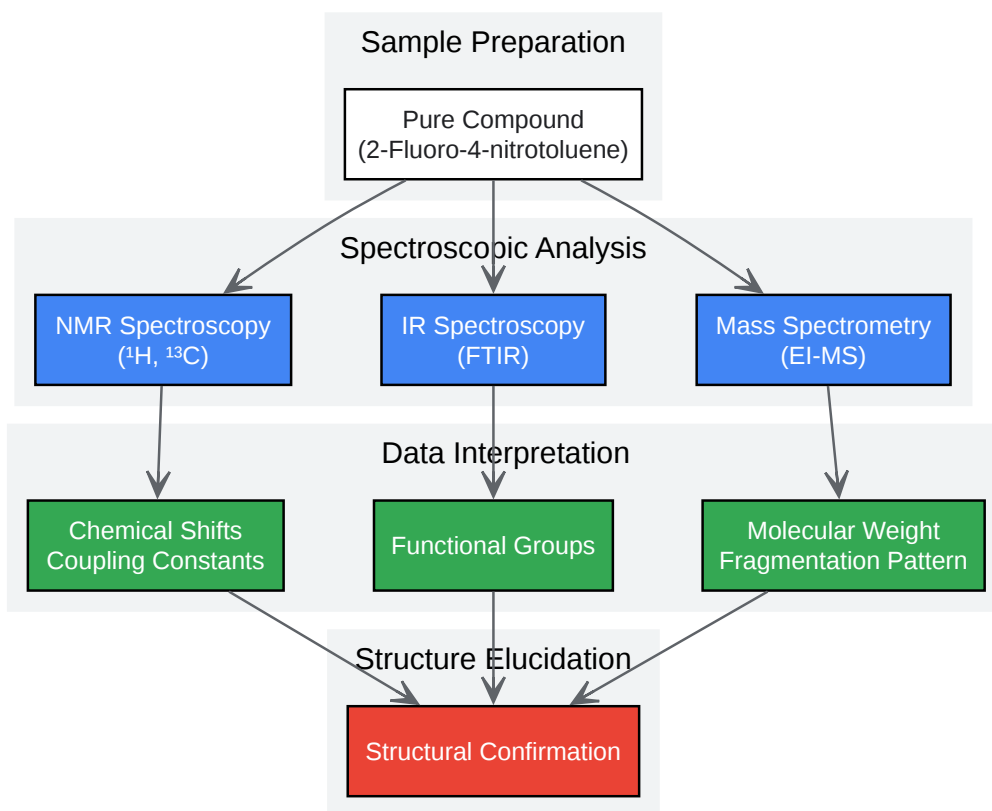 Sample Preparation
Pure Compound
(2-Fluoro-4-nitrotoluene)
Spectroscopic Analysis
NMR Spectroscopy
(¹H, ¹³C)
IR Spectroscopy
(FTIR)
Mass Spectrometry
(EI-MS)
Data Interpretation
Chemical Shifts
Coupling Constants
Functional Groups
Molecular Weight
Fragmentation Pattern
Structure Elucidation
Structural Confirmation